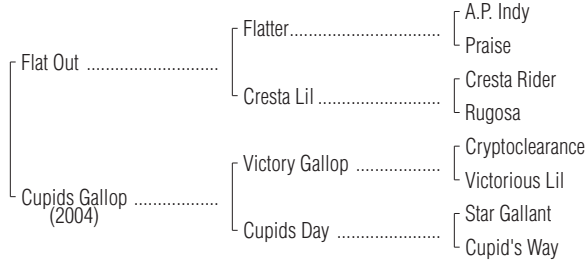 A.P. Indy
Flatter
Praise
Flat Out
Cresta Rider
Cresta Lil
Rugosa
Cryptoclearance
Victory Gallop
Victorious Lil
Cupids Gallop
(2004)
Star Gallant
Cupids Day
Cupid's Way